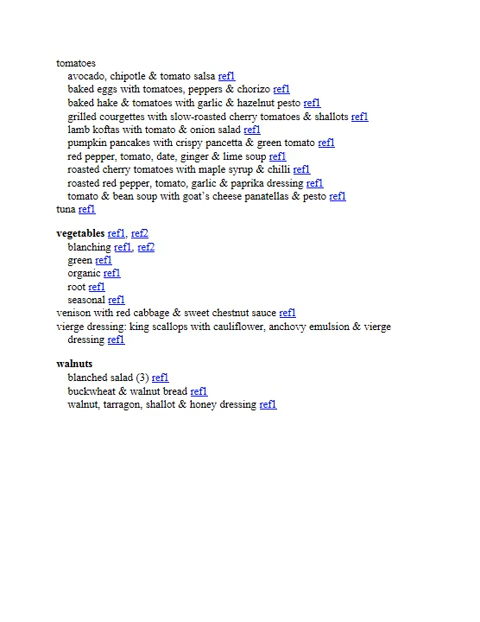 tomatoes
avocado, chipotle & tomato salsa ref1
baked eggs with tomatoes, peppers & chorizo ref1
baked hake & tomatoes with garlic & hazelnut pesto ref1
grilled courgettes with slow-roasted cherry tomatoes & shallots ref1
lamb koftas with tomato & onion salad ref1
pumpkin pancakes with crispy pancetta & green tomato ref1
red pepper, tomato, date, ginger & lime soup ref1
roasted cherry tomatoes with maple syrup & chilli ref1
roasted red pepper, tomato, garlic & paprika dressing ref1
tomato & bean soup with goat’s cheese panatellas & pesto ref1
tuna ref1
vegetables ref1, ref2
blanching ref1, ref2
green ref1
organic ref1
root ref1
seasonal ref1
venison with red cabbage & sweet chestnut sauce ref1
vierge dressing: king scallops with cauliflower, anchovy emulsion & vierge
dressing ref1
walnuts
blanched salad (3) ref1
buckwheat & walnut bread ref1
walnut, tarragon, shallot & honey dressing ref1